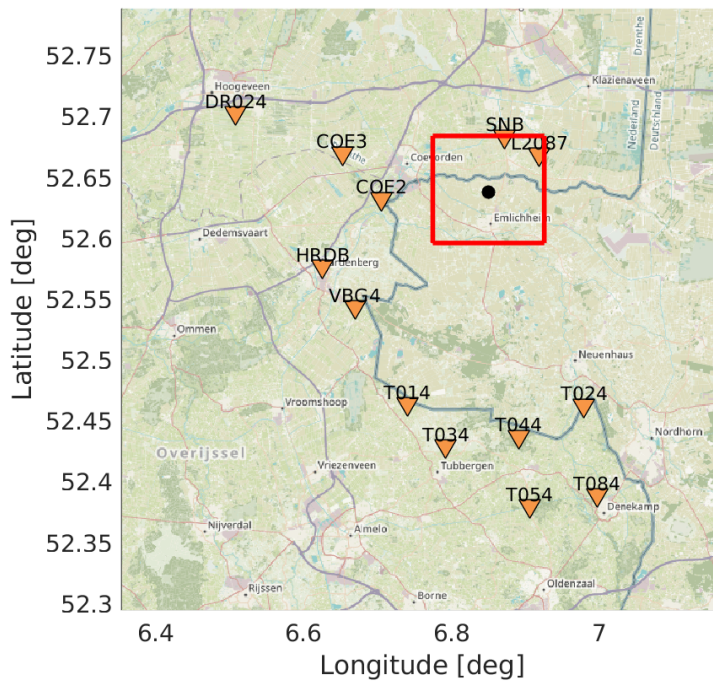 52.75
52.7
52.65
52.6
52.55
52.5
52.45
52.4
52.35
52.3
Latitude [deg]
Hoogeveen
DR024
Klazienaveen
Drenthe
Nederland
Deutschland
SNB
L2087
COE3
Coevorden
COE2
Emlichheim
Dedemsvaart
HRDB
VBG4
Ommen
Neuenhaus
T014
T024
Vroomshoop
T034
T044
Nordhorn
Overijssel
Vriezenveen
Tubbergen
T054
T084
Denekamp
Nijverdal
Almelo
Rijssen
Borne
Oldenzaal
6.4
6.6
6.8
7
Longitude [deg]